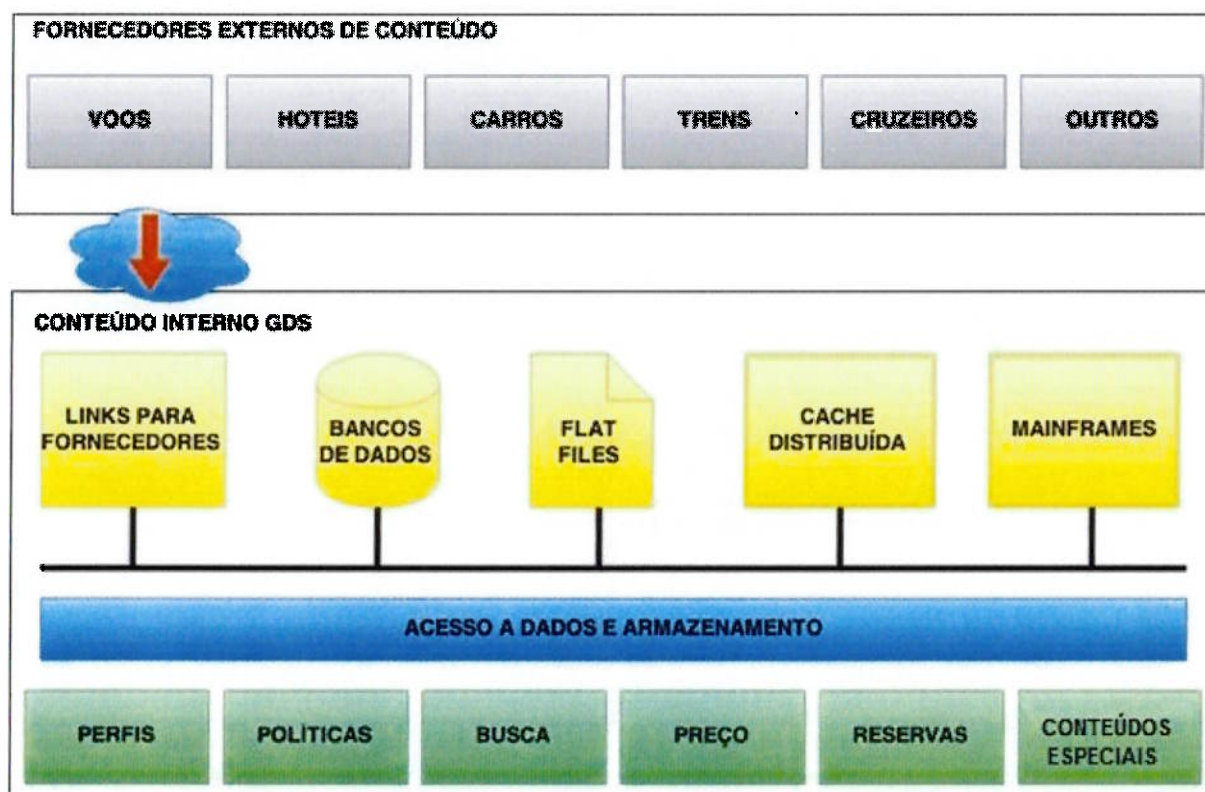 FORNECEDORES EXTERNOS DE CONTEÚDO
VOOS
HOTEIS
CARROS
TRENS
CRUZEIROS
OUTROS
CONTEÚDO INTERNO GDS
LINKS PARA
FORNECEDORES
BANCOS
DE DADOS
FLAT
FILES
CACHE
DISTRIBUÍDA
MAINFRAMES
ACESSO A DADOS E ARMAZENAMENTO
PERFIS
POLÍTICAS
BUSCA
PREÇO
RESERVAS
CONTEÚDOS
ESPECIAIS